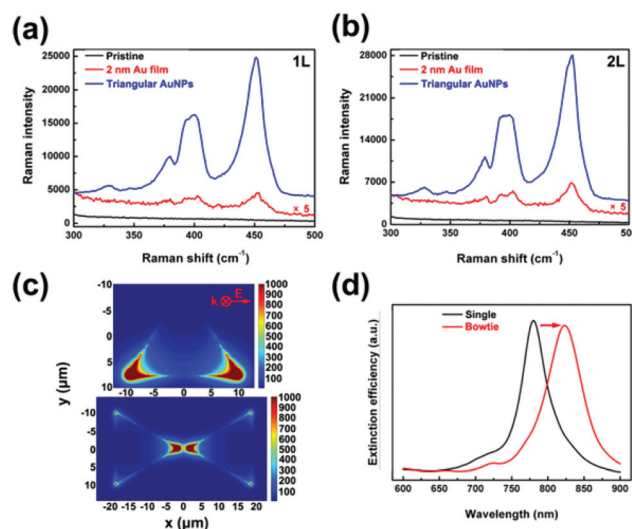 (a)
1L
Pristine
2 nm Au film
Triangular AuNPs
25000
20000
15000
10000
5000
0
× 5
300 350 400 450 500
Raman intensity
Raman shift (cm⁻¹)
(b)
2L
Pristine
2 nm Au film
Triangular AuNPs
28000
21000
14000
7000
0
× 5
300 350 400 450 500
Raman intensity
Raman shift (cm⁻¹)
(c)
k E
-10
-5
0
5
10
-10 -5 0 5 10
1000
900
800
700
600
500
400
300
200
100
y (μm)
-10
0
10
-20 -15 -10 -5 0 5 10 15 20
1000
900
800
700
600
500
400
300
200
100
x (μm)
(d)
Single
Bowtie
Extinction efficiency (a.u.)
600 650 700 750 800 850 900
Wavelength (nm)